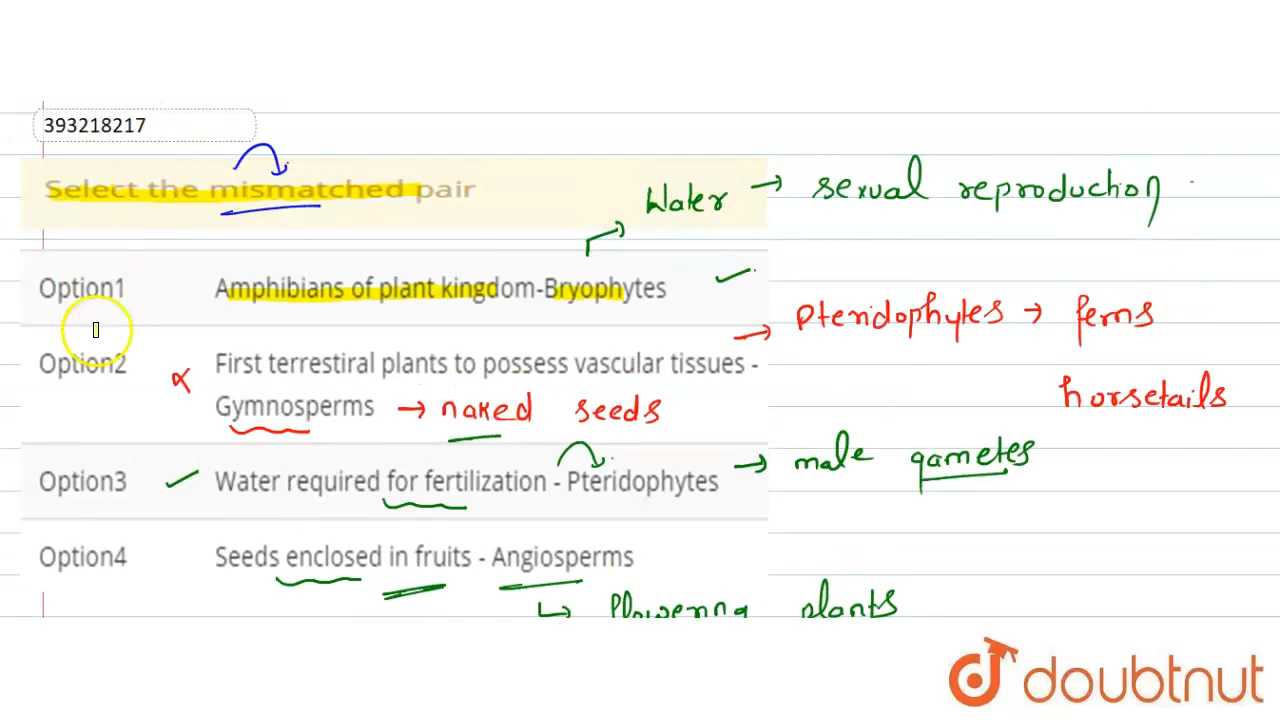 393218217
Select the mismatched pair
Water → sexual reproduction
Option1 Amphibians of plant kingdom-Bryophytes
Pteridophytes → ferns
Option2 First terrestiral plants to possess vascular tissues -
Gymnosperms → naked seeds
horsetails
→ male gametes
Option3 Water required for fertilization - Pteridophytes
Option4 Seeds enclosed in fruits - Angiosperms
plants
doubtnut